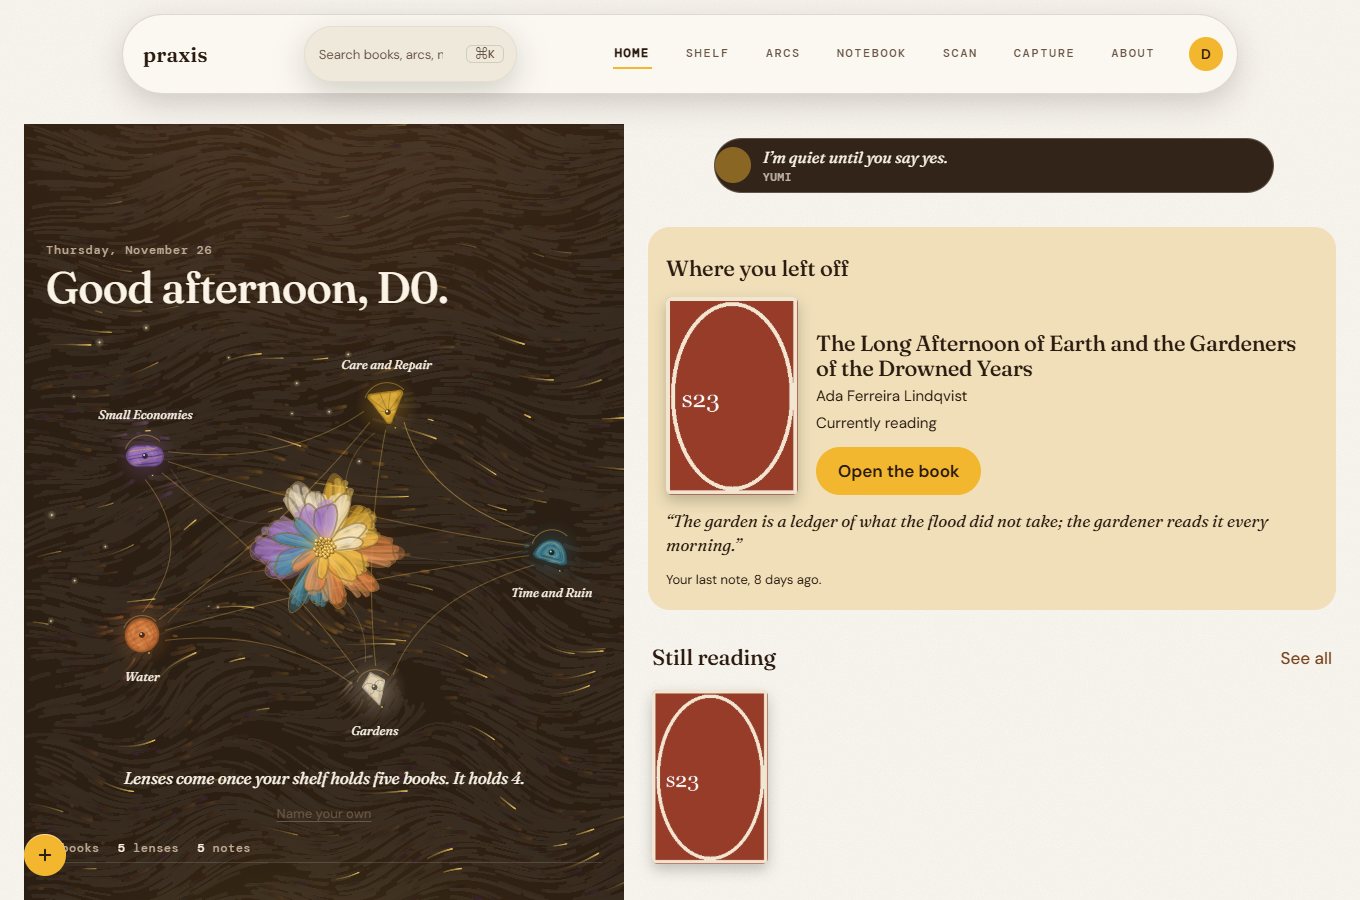 praxis
Search books, arcs, n
⌘K
HOME
SHELF
ARCS
NOTEBOOK
SCAN
CAPTURE
ABOUT
D
Thursday, November 26
Good afternoon, D0.
Care and Repair
Small Economies
Time and Ruin
Water
Gardens
Lenses come once your shelf holds five books. It holds 4.
Name your own
+
books 5 lenses 5 notes
I'm quiet until you say yes.
YUMI
Where you left off
s23
The Long Afternoon of Earth and the Gardeners
of the Drowned Years
Ada Ferreira Lindqvist
Currently reading
Open the book
“The garden is a ledger of what the flood did not take; the gardener reads it every
morning.”
Your last note, 8 days ago.
Still reading
See all
s23